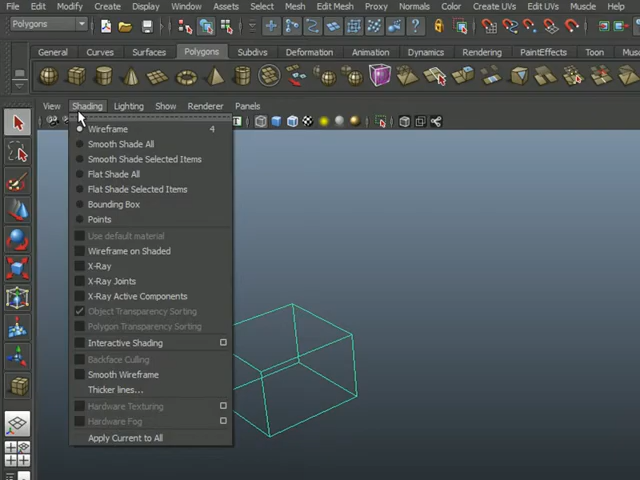 File Edit Modify Create Display Window Assets Select Mesh Edit Mesh Proxy Normals Color Create UVs Edit UVs Muscle
Polygons
General Curves Surfaces Polygons Subdivs Deformation Animation Dynamics Rendering PaintEffects Toon Muscle
View Shading Lighting Show Renderer Panels
Wireframe 4
Smooth Shade All
Smooth Shade Selected Items
Flat Shade All
Flat Shade Selected Items
Bounding Box
Points
Use default material
Wireframe on Shaded
X-Ray
X-Ray Joints
X-Ray Active Components
Object Transparency Sorting
Polygon Transparency Sorting
Interactive Shading
Backface Culling
Smooth Wireframe
Thicker lines...
Hardware Texturing
Hardware Fog
Apply Current to All